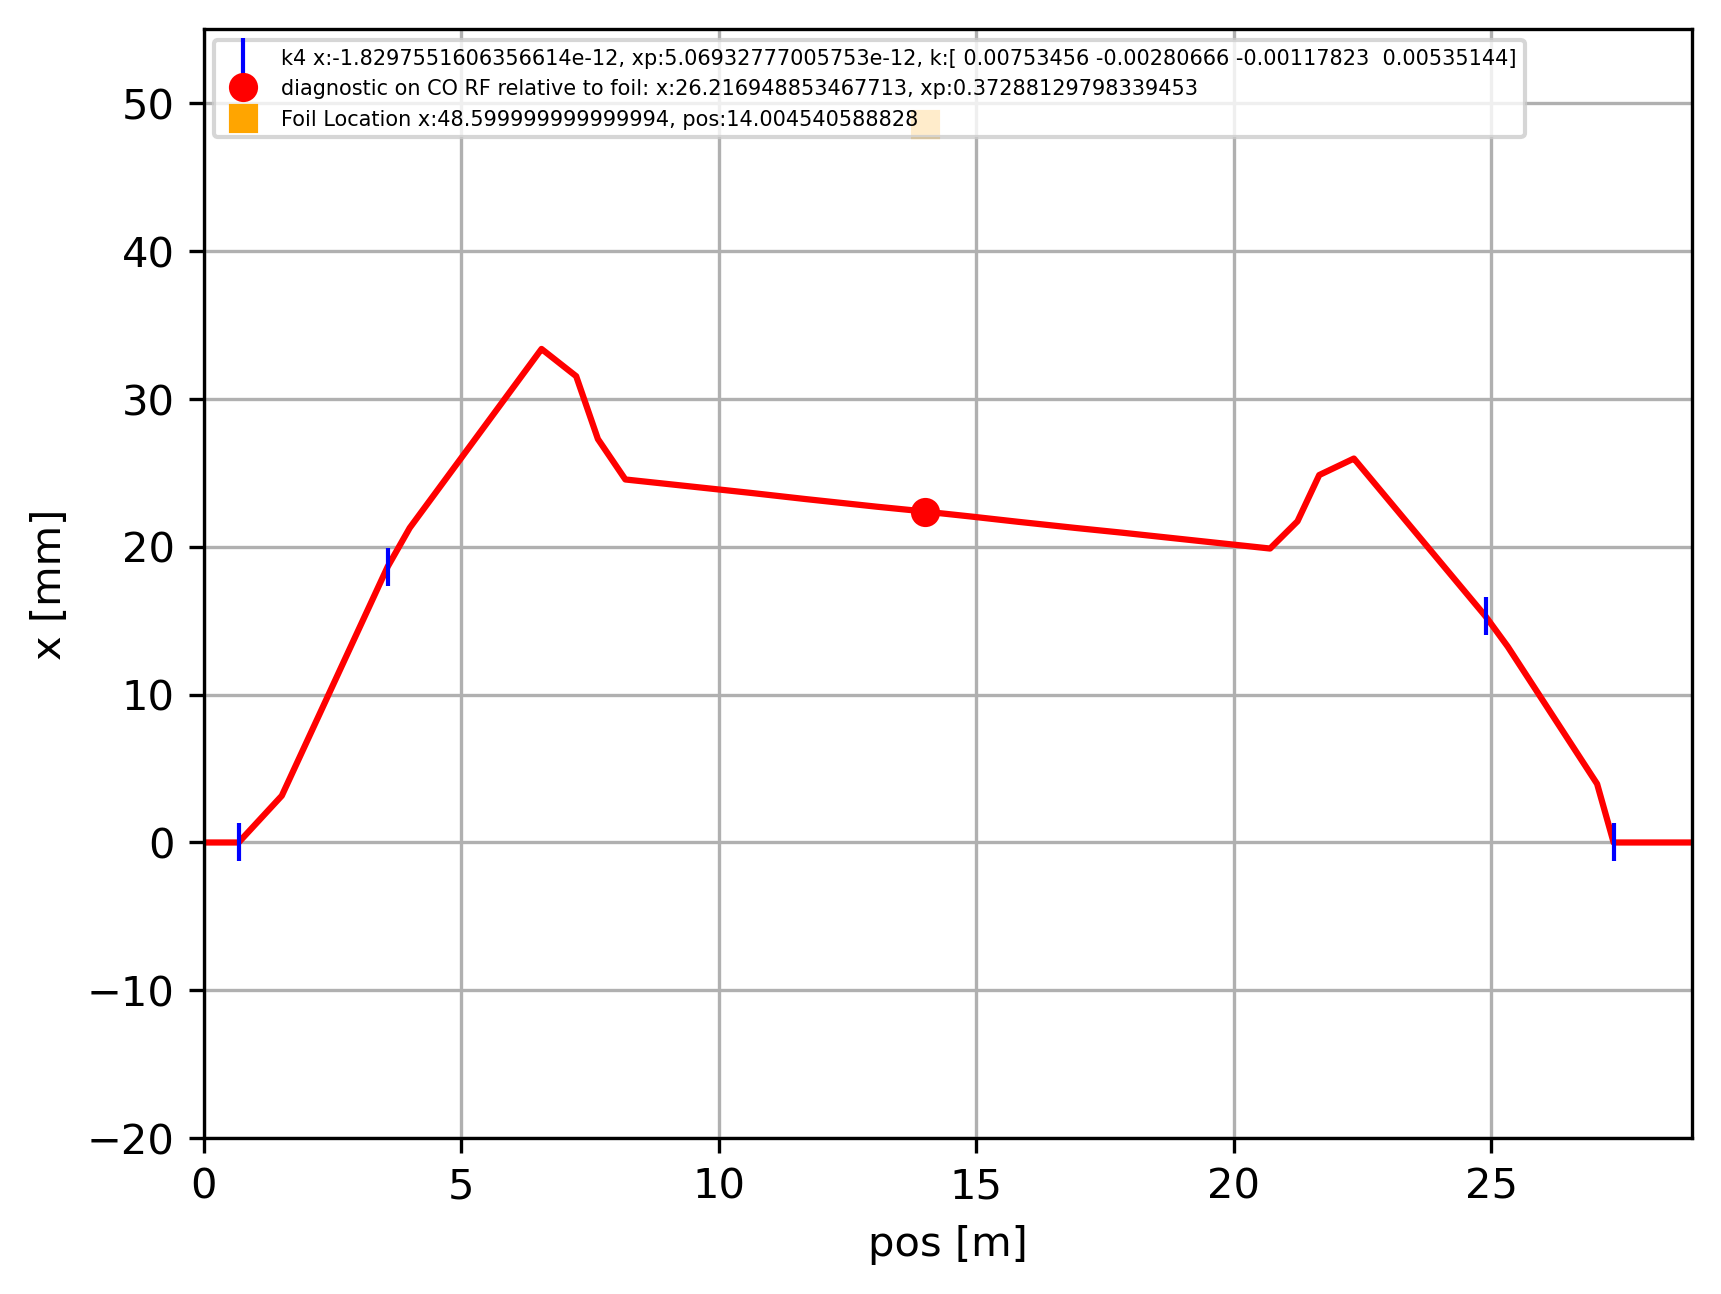 k4 x:-1.8297551606356614e-12, xp:5.06932777005753e-12, k:[ 0.00753456 -0.00280666 -0.00117823  0.00535144]
diagnostic on CO RF relative to foil: x:26.216948853467713, xp:0.37288129798339453
Foil Location x:48.599999999999994, pos:14.004540588828
50
40
30
20
10
0
−10
−20
x [mm]
0 5 10 15 20 25
pos [m]